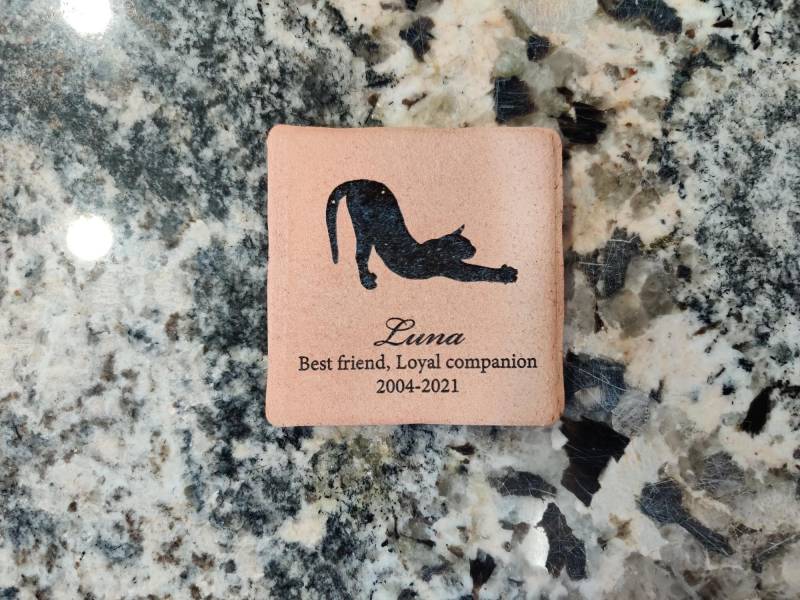 Luna
Best friend, Loyal companion
2004-2021